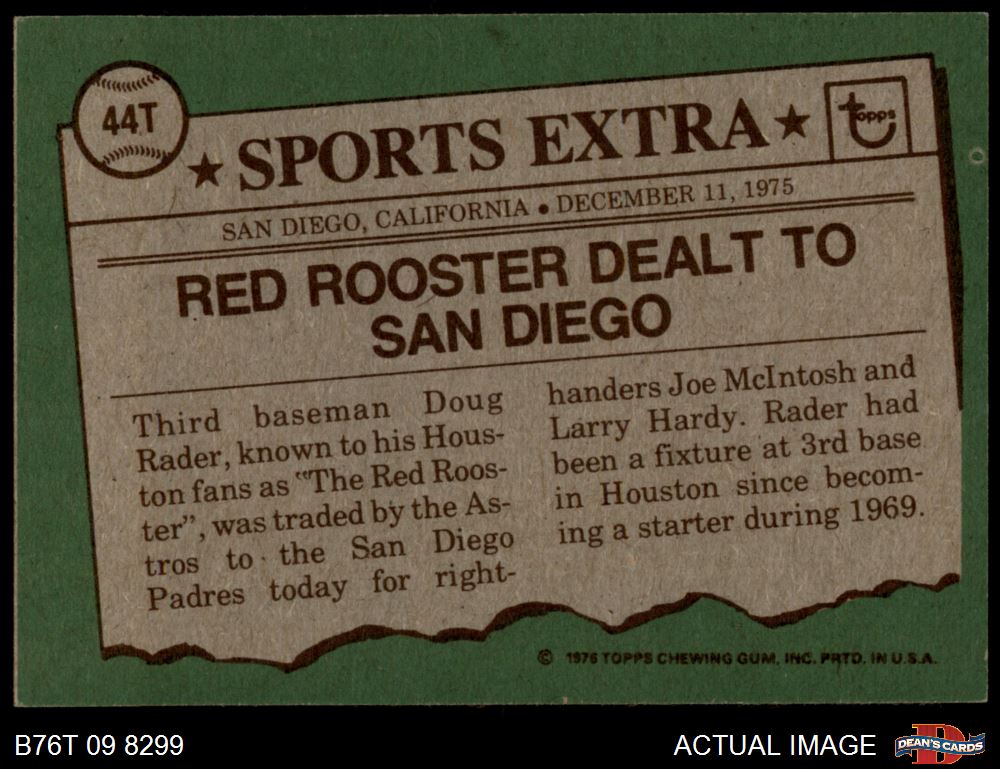 44T
★ SPORTS EXTRA ★
topps
SAN DIEGO, CALIFORNIA • DECEMBER 11, 1975
RED ROOSTER DEALT TO
SAN DIEGO
Third baseman Doug
Rader, known to his Hous-
ton fans as "The Red Roos-
ter", was traded by the As-
tros to the San Diego
Padres today for right-
handers Joe McIntosh and
Larry Hardy. Rader had
been a fixture at 3rd base
in Houston since becom-
ing a starter during 1969.
© 1976 TOPPS CHEWING GUM, INC. PRTD. IN U.S.A.
B76T 09 8299
ACTUAL IMAGE
D
DEAN'S CARDS